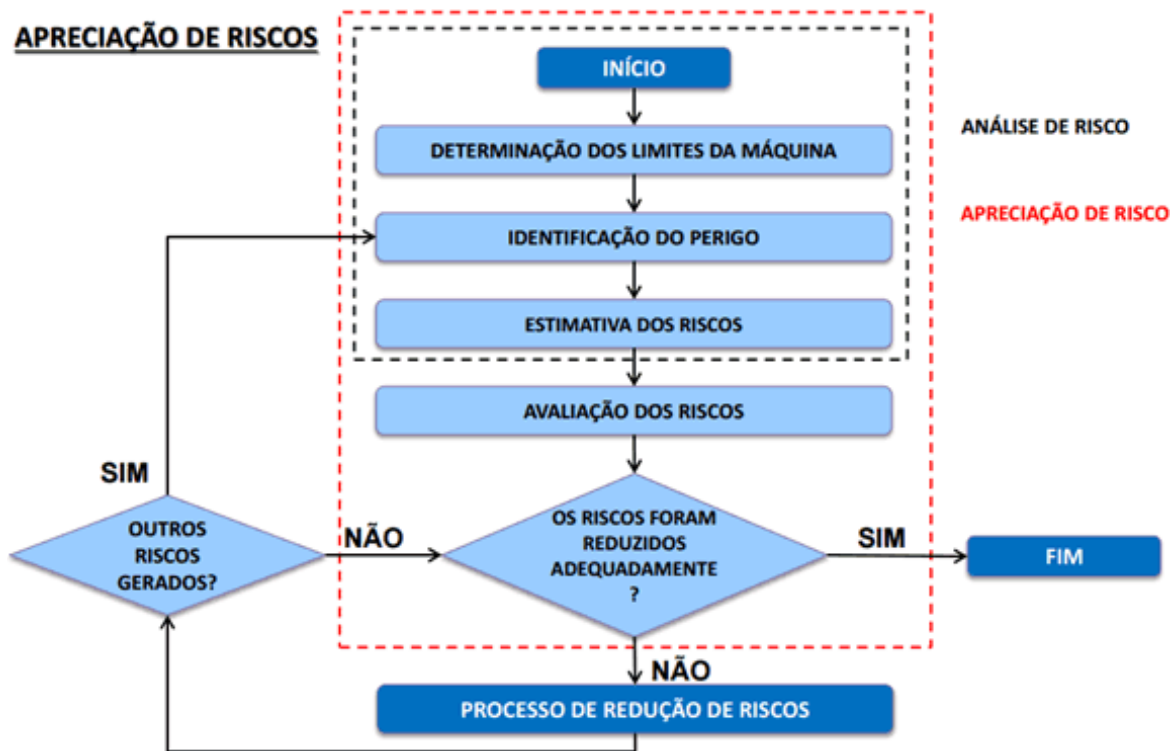 APRECIAÇÃO DE RISCOS
INÍCIO
ANÁLISE DE RISCO
DETERMINAÇÃO DOS LIMITES DA MÁQUINA
APRECIAÇÃO DE RISCO
IDENTIFICAÇÃO DO PERIGO
ESTIMATIVA DOS RISCOS
AVALIAÇÃO DOS RISCOS
SIM
OUTROS
RISCOS
GERADOS?
NÃO
OS RISCOS FORAM
REDUZIDOS
ADEQUADAMENTE
?
SIM
FIM
NÃO
PROCESSO DE REDUÇÃO DE RISCOS